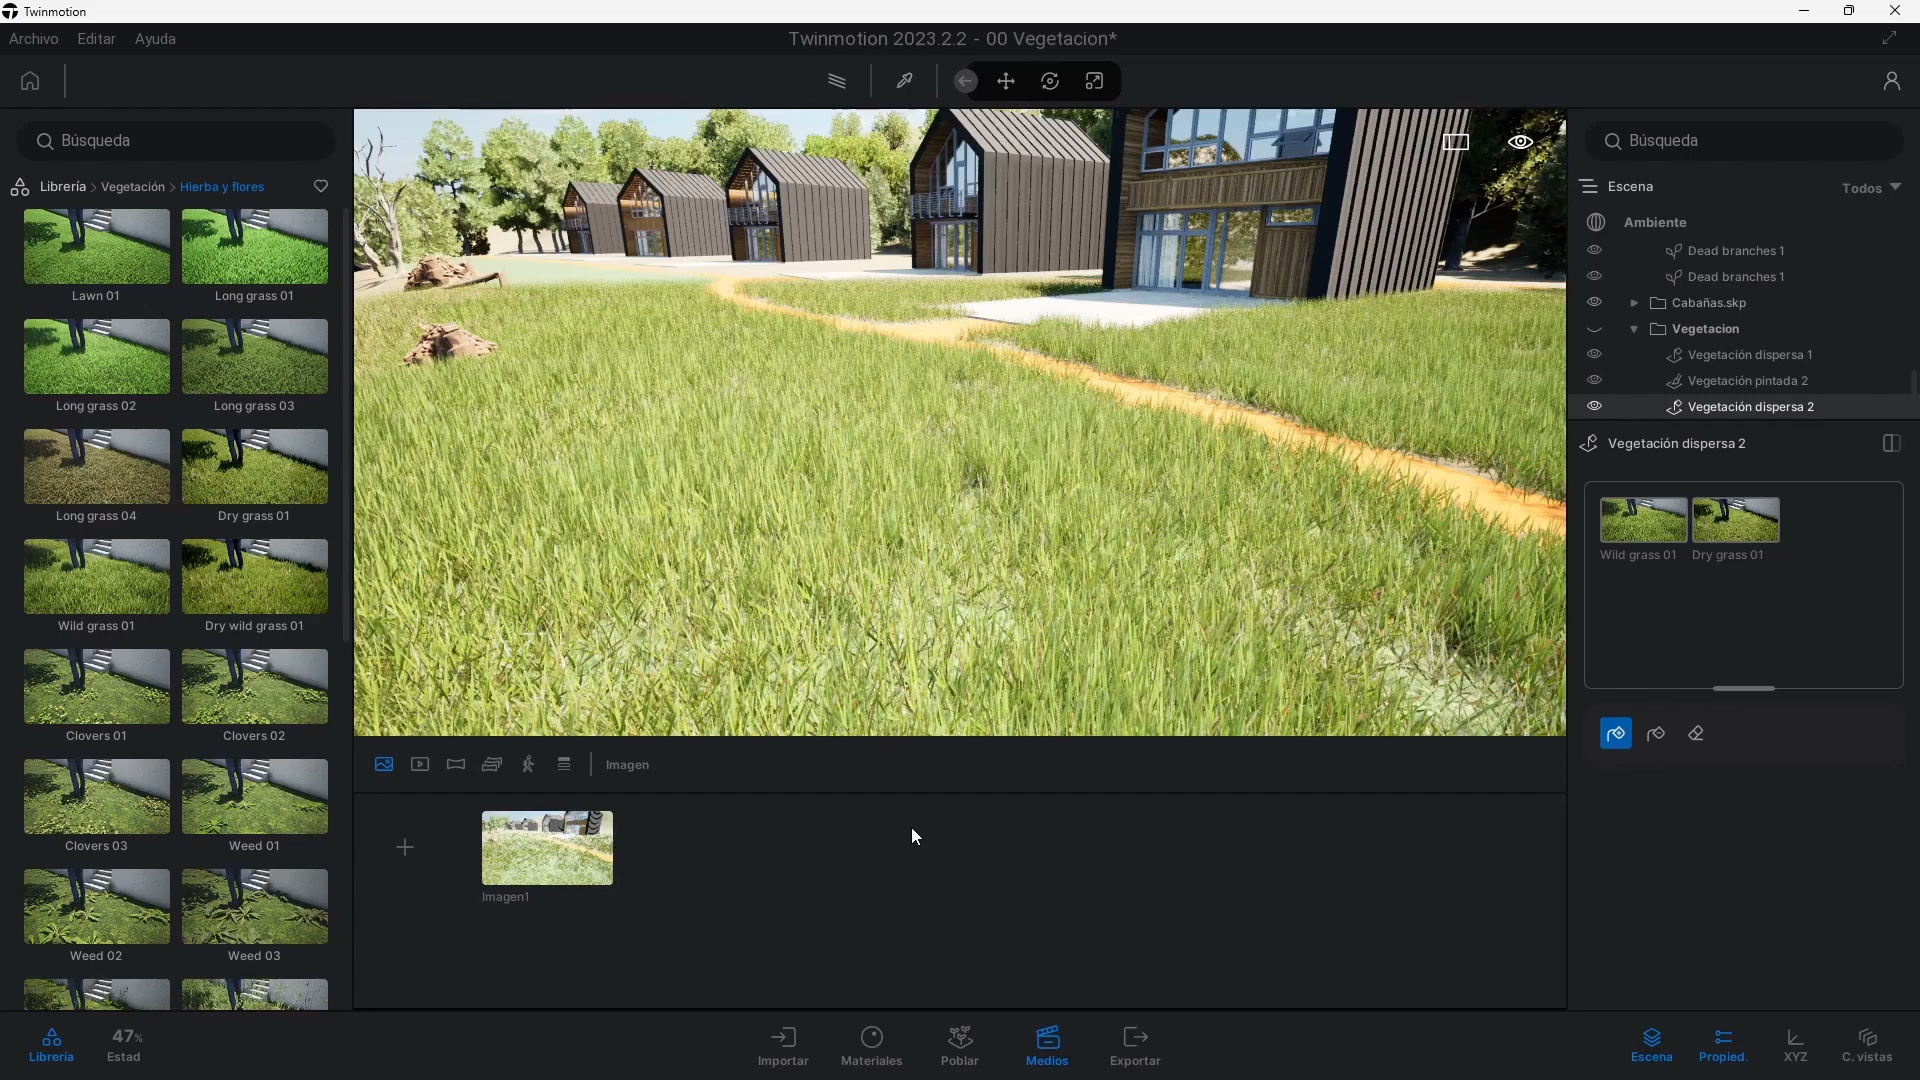 Twinmotion
Archivo Editar Ayuda
Twinmotion 2023.2.2 - 00 Vegetacion*
Búsqueda
Librería > Vegetación > Hierba y flores
Lawn 01
Long grass 01
Long grass 02
Long grass 03
Long grass 04
Dry grass 01
Wild grass 01
Dry wild grass 01
Clovers 01
Clovers 02
Clovers 03
Weed 01
Weed 02
Weed 03
Imagen
Imagen1
Búsqueda
Escena
Todos
Ambiente
Dead branches 1
Dead branches 1
Cabañas.skp
Vegetacion
Vegetación dispersa 1
Vegetación pintada 2
Vegetación dispersa 2
Vegetación dispersa 2
Wild grass 01
Dry grass 01
Librería
47%
Estad
Importar
Materiales
Poblar
Medios
Exportar
Escena
Propied.
XYZ
C. vistas